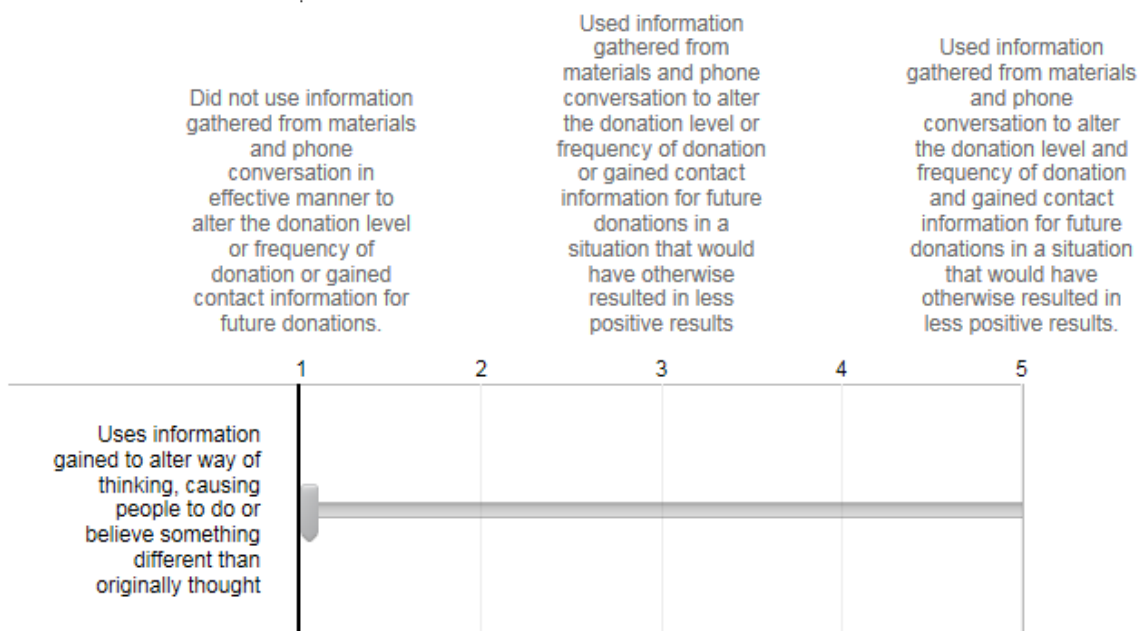 Did not use information
gathered from materials
and phone
conversation in
effective manner to
alter the donation level
or frequency of
donation or gained
contact information for
future donations.
Used information
gathered from
materials and phone
conversation to alter
the donation level or
frequency of donation
or gained contact
information for future
donations in a
situation that would
have otherwise
resulted in less
positive results
Used information
gathered from materials
and phone
conversation to alter
the donation level and
frequency of donation
and gained contact
information for future
donations in a situation
that would have
otherwise resulted in
less positive results.
1 2 3 4 5
Uses information
gained to alter way of
thinking, causing
people to do or
believe something
different than
originally thought